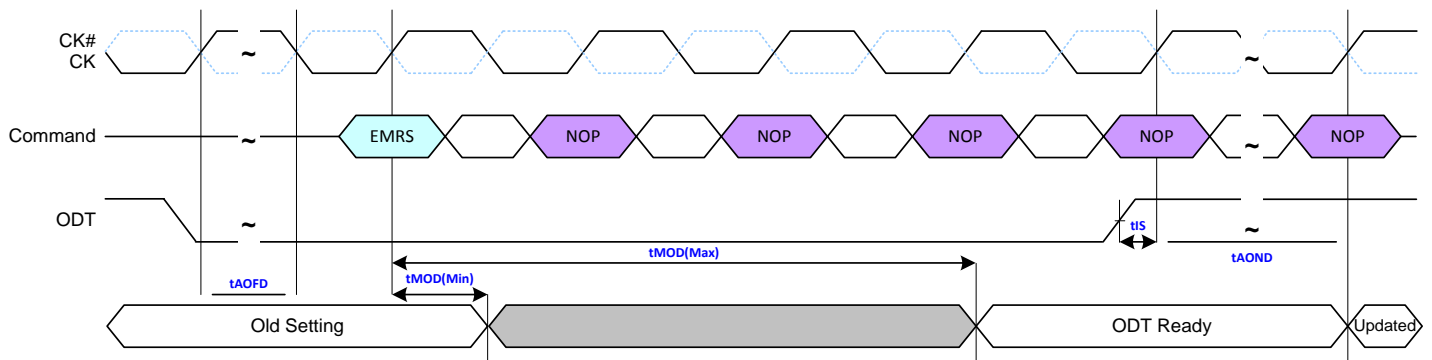 CK#
CK
~
~
Command
~
EMRS
NOP
NOP
NOP
NOP
~
NOP
ODT
~
tIS
~
tMOD(Max)
tAOND
tAOFD
tMOD(Min)
Old Setting
ODT Ready
Updated